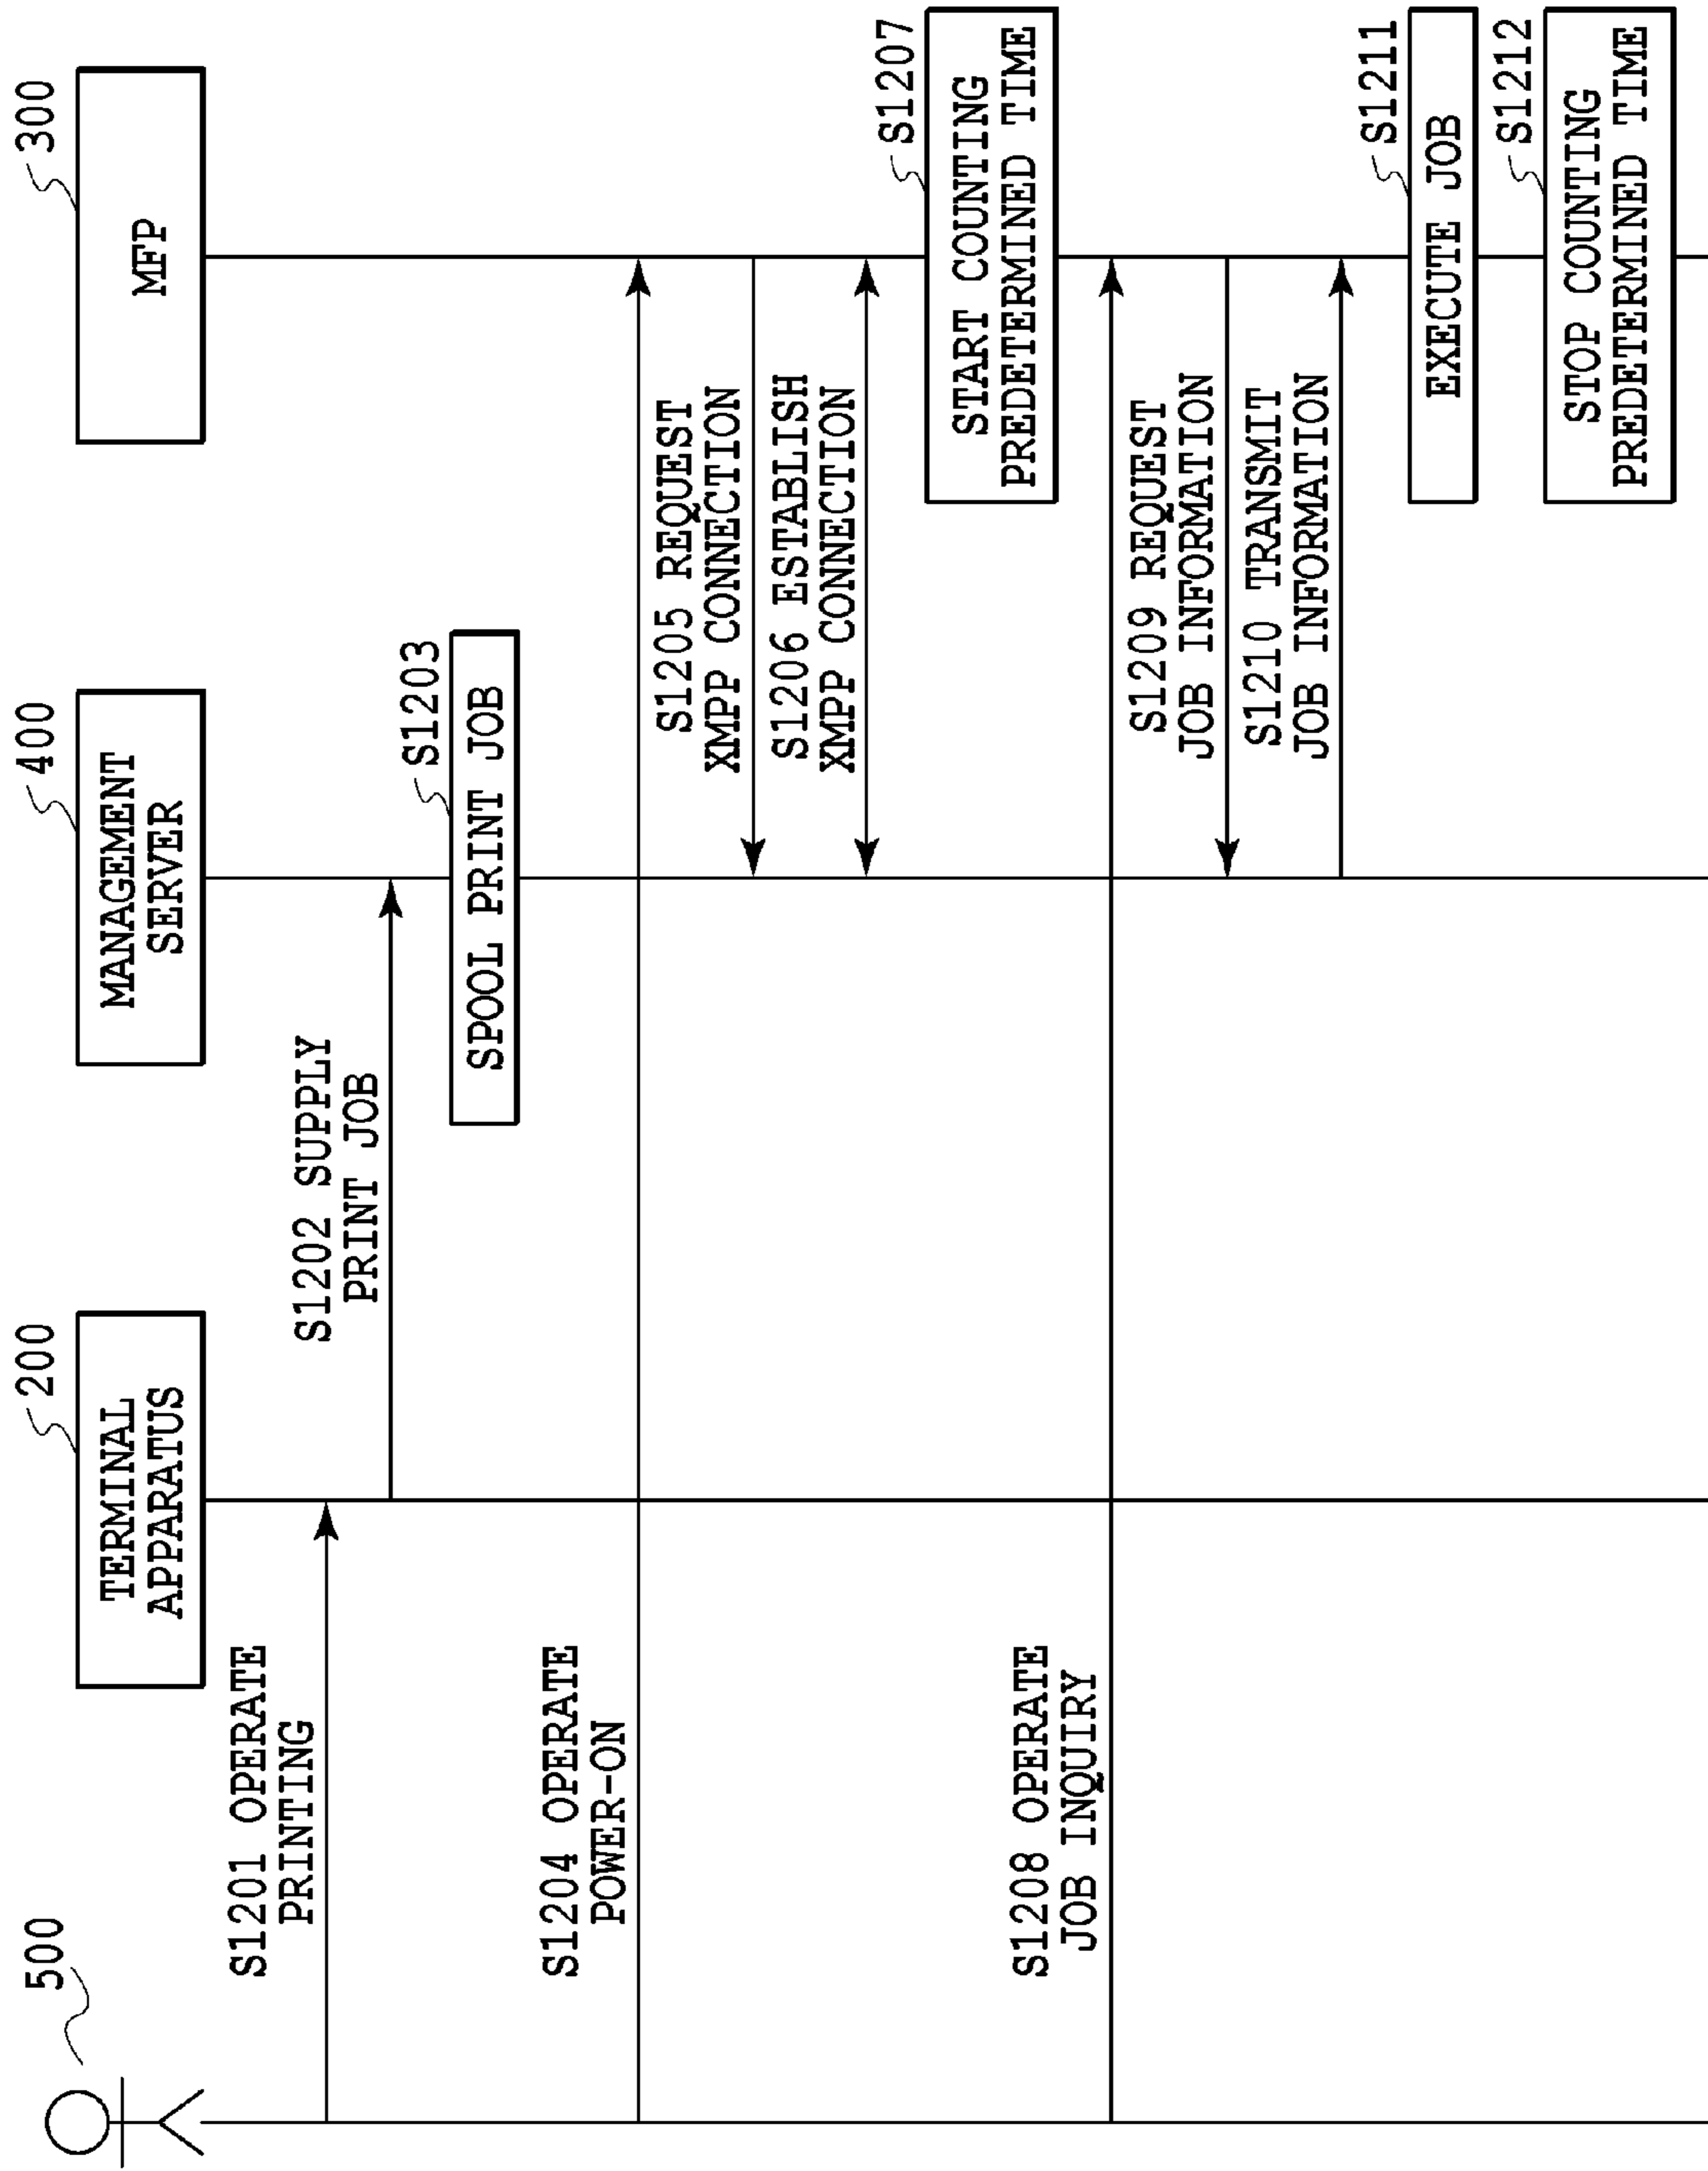 500
200
TERMINAL
APPARATUS
400
MANAGEMENT
SERVER
300
MFP
S1201 OPERATE
PRINTING
S1202 SUPPLY
PRINT JOB
S1203
SPOOL PRINT JOB
S1204 OPERATE
POWER-ON
S1205 REQUEST
XMPP CONNECTION
S1206 ESTABLISH
XMPP CONNECTION
S1207
START COUNTING
PREDETERMINED TIME
S1208 OPERATE
JOB INQUIRY
S1209 REQUEST
JOB INFORMATION
S1210 TRANSMIT
JOB INFORMATION
S1211
EXECUTE JOB
S1212
STOP COUNTING
PREDETERMINED TIME